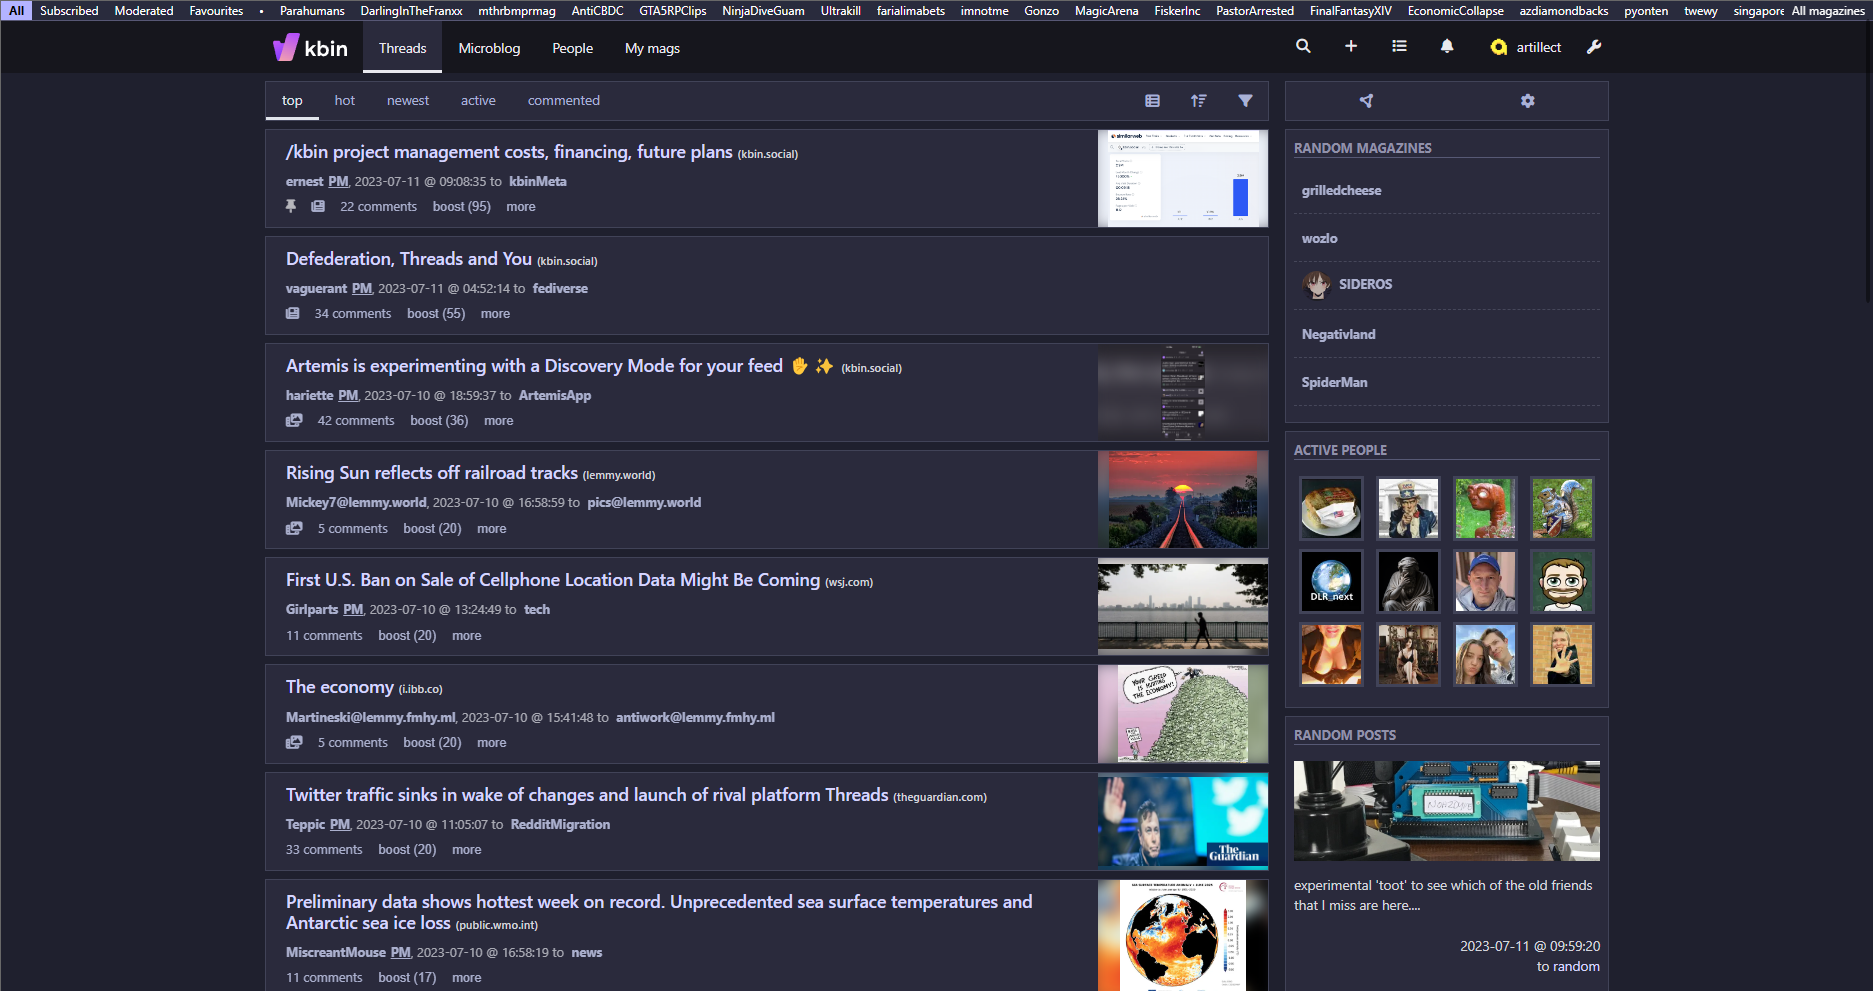 All Subscribed Moderated Favourites • Parahumans DarlingInTheFranxx mthrbmprmag AntiCBDC GTA5RPClips NinjaDiveGuam Ultrakill farialimabets imnotme Gonzo MagicArena FiskerInc PastorArrested FinalFantasyXIV EconomicCollapse azdiamondbacks pyonten twewy singapore All magazines
kbin Threads Microblog People My mags artillect
top hot newest active commented
/kbin project management costs, financing, future plans (kbin.social)
ernest PM, 2023-07-11 @ 09:08:35 to kbinMeta
22 comments boost (95) more
Defederation, Threads and You (kbin.social)
vaguerant PM, 2023-07-11 @ 04:52:14 to fediverse
34 comments boost (55) more
Artemis is experimenting with a Discovery Mode for your feed ✋ ✨ (kbin.social)
hariette PM, 2023-07-10 @ 18:59:37 to ArtemisApp
42 comments boost (36) more
Rising Sun reflects off railroad tracks (lemmy.world)
Mickey7@lemmy.world, 2023-07-10 @ 16:58:59 to pics@lemmy.world
5 comments boost (20) more
First U.S. Ban on Sale of Cellphone Location Data Might Be Coming (wsj.com)
Girlparts PM, 2023-07-10 @ 13:24:49 to tech
11 comments boost (20) more
The economy (i.ibb.co)
Martineski@lemmy.fmhy.ml, 2023-07-10 @ 15:41:48 to antiwork@lemmy.fmhy.ml
5 comments boost (20) more
YOUR GREED
IS HURTING
THE ECONOMY!
Twitter traffic sinks in wake of changes and launch of rival platform Threads (theguardian.com)
Teppic PM, 2023-07-10 @ 11:05:07 to RedditMigration
33 comments boost (20) more
The
Guardian
Preliminary data shows hottest week on record. Unprecedented sea surface temperatures and
Antarctic sea ice loss (public.wmo.int)
MiscreantMouse PM, 2023-07-10 @ 16:58:19 to news
11 comments boost (17) more
RANDOM MAGAZINES
grilledcheese
wozlo
SIDEROS
Negativland
SpiderMan
ACTIVE PEOPLE
DLR_next
RANDOM POSTS
experimental 'toot' to see which of the old friends
that I miss are here....
2023-07-11 @ 09:59:20
to random